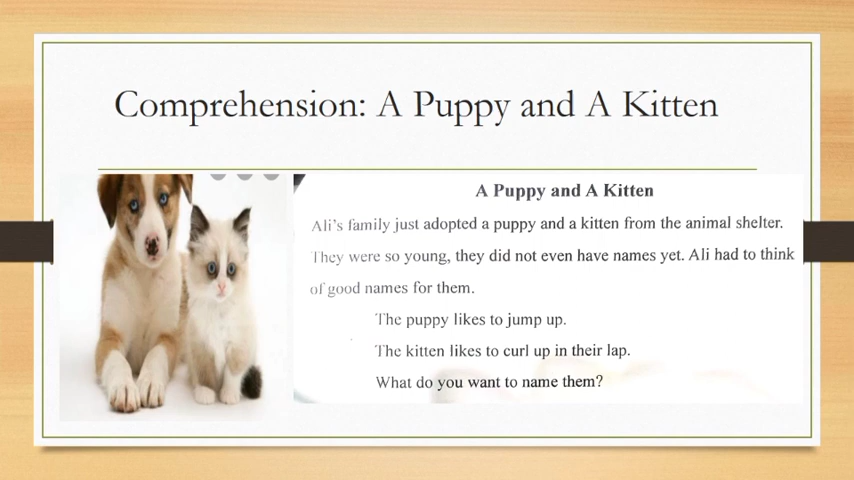 Comprehension: A Puppy and A Kitten
A Puppy and A Kitten
Ali's family just adopted a puppy and a kitten from the animal shelter.
They were so young, they did not even have names yet. Ali had to think
of good names for them.
The puppy likes to jump up.
The kitten likes to curl up in their lap.
What do you want to name them?